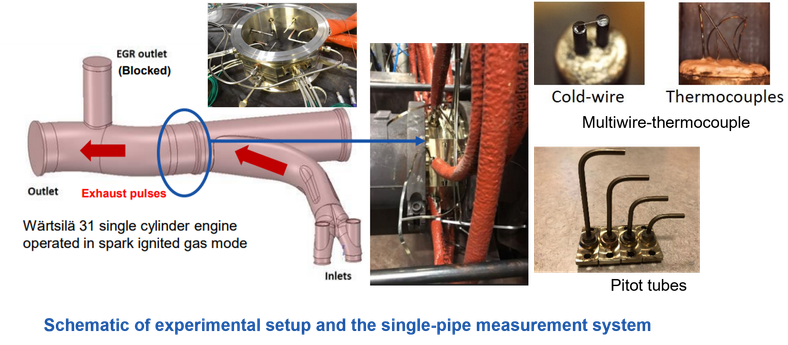 EGR outlet
(Blocked)
Outlet
Exhaust pulses
Wärtsilä 31 single cylinder engine
operated in spark ignited gas mode
Inlets
Cold-wire
Thermocouples
Multiwire-thermocouple
Pitot tubes
Schematic of experimental setup and the single-pipe measurement system